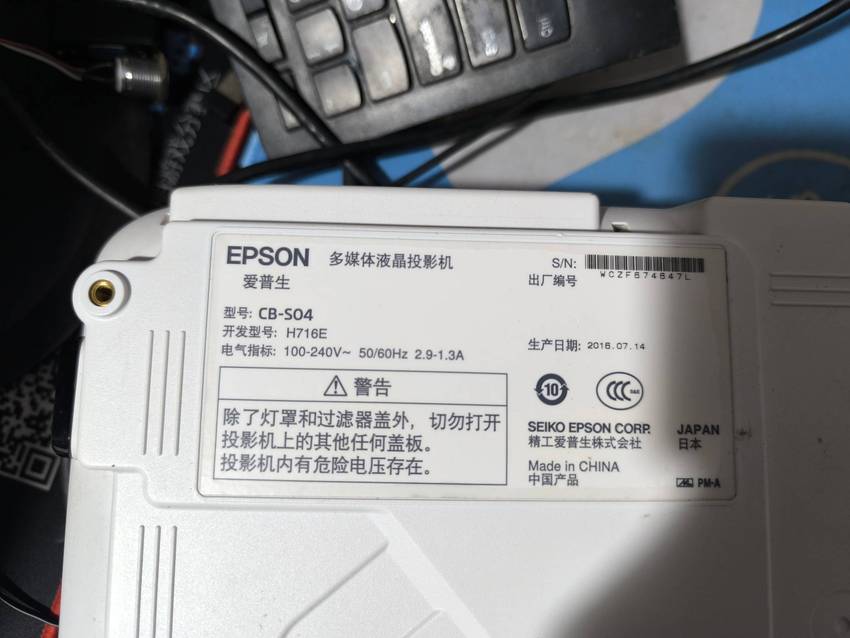 EPSON 多媒体液晶投影机
爱普生
S/N:
出厂编号
WCZF674647L
型号: CB-S04
开发型号: H716E
电气指标: 100-240V~ 50/60Hz 2.9-1.3A
生产日期: 2016.07.14
警告
除了灯罩和过滤器盖外，切勿打开
投影机上的其他任何盖板。
投影机内有危险电压存在。
10
CCC S&E
SEIKO EPSON CORP. JAPAN
精工爱普生株式会社 日本
Made in CHINA
中国产品
PM-A